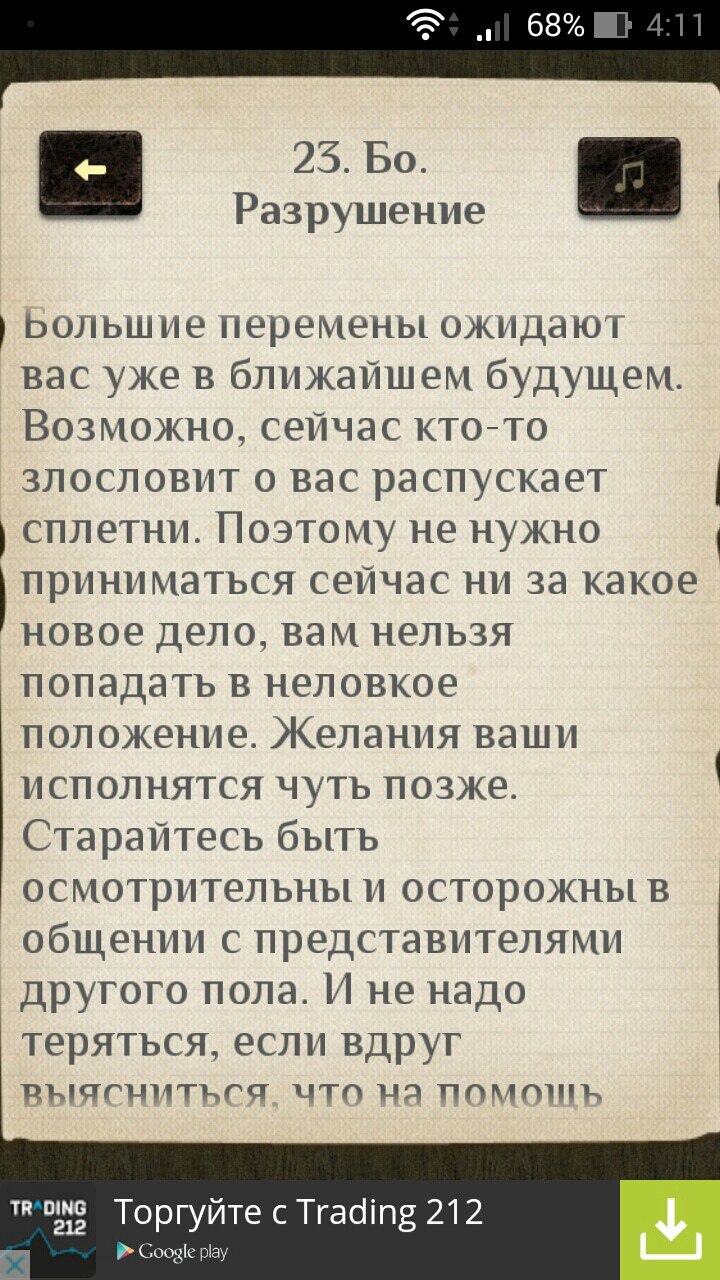 68% 4:11
23. Бо.
Разрушение
Большие перемены ожидают
вас уже в ближайшем будущем.
Возможно, сейчас кто-то
злословит о вас распускает
сплетни. Поэтому не нужно
приниматься сейчас ни за какое
новое дело, вам нельзя
попадать в неловкое
положение. Желания ваши
исполнятся чуть позже.
Старайтесь быть
осмотрительны и осторожны в
общении с представителями
другого пола. И не надо
теряться, если вдруг
выясниться, что на помощь
TRADING
212
Торгуйте с Trading 212
Google play